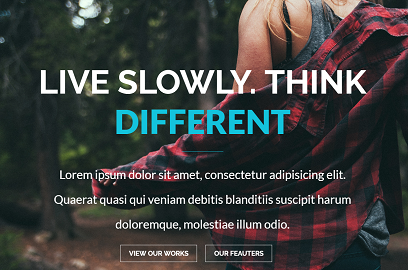 LIVE SLOWLY. THINK
DIFFERENT
Lorem ipsum dolor sit amet, consectetur adipisicing elit.
Quaerat quasi qui veniam debitis blanditiis suscipit harum
doloremque, molestiae illum odio.
VIEW OUR WORKS OUR FEAUTERS